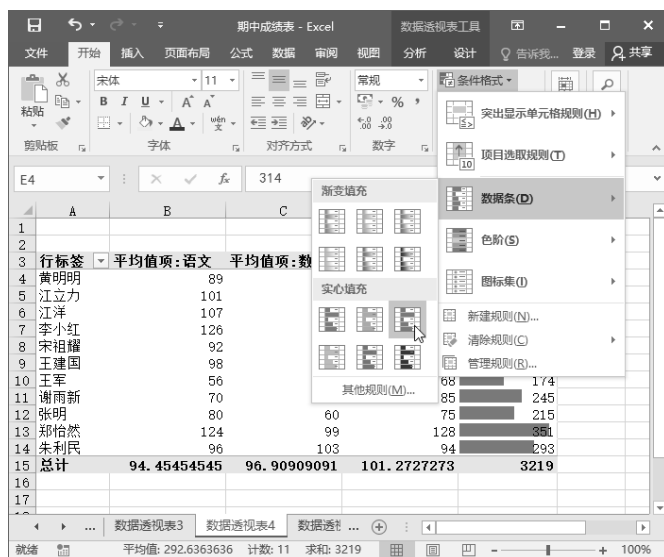 期中成绩表 - Excel 数据透视表工具
文件 开始 插入 页面布局 公式 数据 审阅 视图 分析 设计 告诉我... 登录 共享
宋体 11 常规 条件格式
粘贴 B I U A A % ,
A wén 文 .00 .00
剪贴板 字体 对齐方式 数字
突出显示单元格规则(H)
项目选取规则(T)
数据条(D)
色阶(S)
图标集(I)
新建规则(N)...
清除规则(C)
管理规则(R)...
E4 fx 314
渐变填充
实心填充
其他规则(M)...
A B C
1
2
3 行标签 平均值项:语文 平均值项:数
4 黄明明 89
5 江立力 101
6 江洋 107
7 李小红 126
8 宋祖耀 92
9 王建国 98
10 王军 56 68 174
11 谢雨新 70 85 245
12 张明 80 60 75 215
13 郑怡然 124 99 128 351
14 朱利民 96 103 94 293
15 总计 94.45454545 96.90909091 101.2727273 3219
16
17
... 数据透视表3 数据透视表4 数据透视 ...
就绪 平均值: 292.6363636 计数: 11 求和: 3219 100%